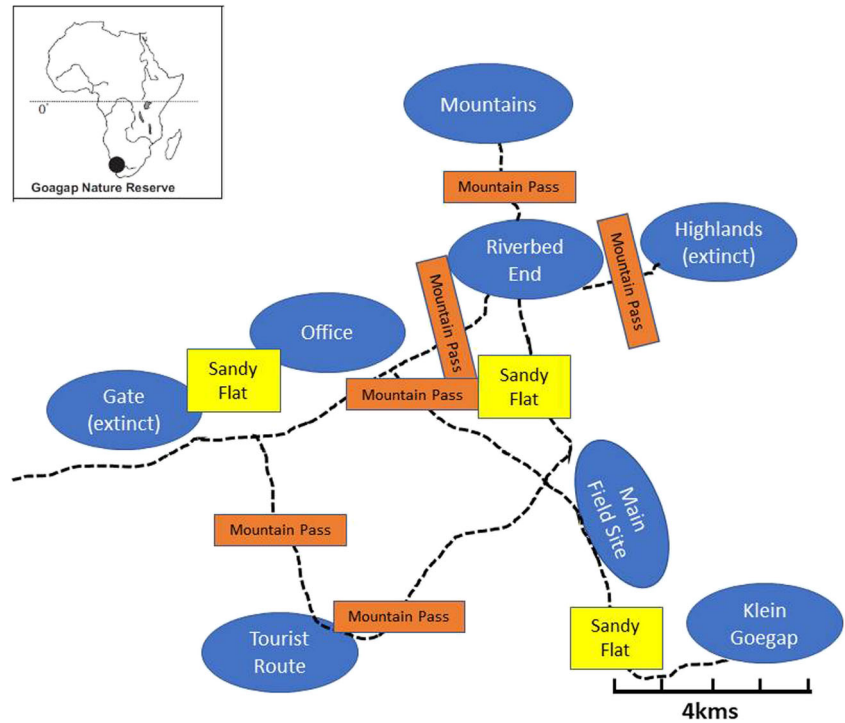 0°
Goagap Nature Reserve
Mountains
Mountain Pass
Riverbed
End
Mountain Pass
Highlands
(extinct)
Mountain Pass
Office
Sandy
Flat
Gate
(extinct)
Mountain Pass
Sandy
Flat
Main
Field Site
Mountain Pass
Mountain Pass
Tourist
Route
Sandy
Flat
Klein
Goegap
4kms